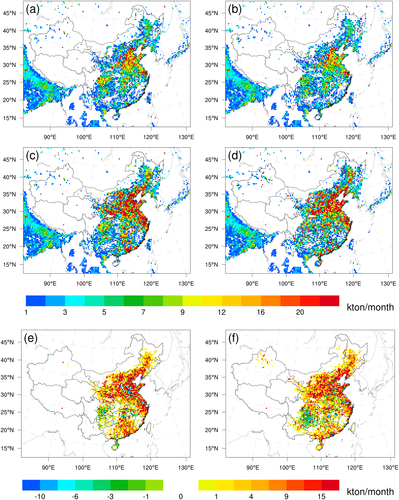 (a) (b)
45°N 45°N
40°N 40°N
35°N 35°N
30°N 30°N
25°N 25°N
20°N 20°N
15°N 15°N
90°E 100°E 110°E 120°E 130°E 90°E 100°E 110°E 120°E 130°E
(c) (d)
45°N 45°N
40°N 40°N
35°N 35°N
30°N 30°N
25°N 25°N
20°N 20°N
15°N 15°N
90°E 100°E 110°E 120°E 130°E 90°E 100°E 110°E 120°E 130°E
1 3 5 7 9 12 16 20 kton/month
(e) (f)
45°N 45°N
40°N 40°N
35°N 35°N
30°N 30°N
25°N 25°N
20°N 20°N
15°N 15°N
90°E 100°E 110°E 120°E 130°E 90°E 100°E 110°E 120°E 130°E
-10 -6 -3 -1 0 1 4 9 15 kton/month